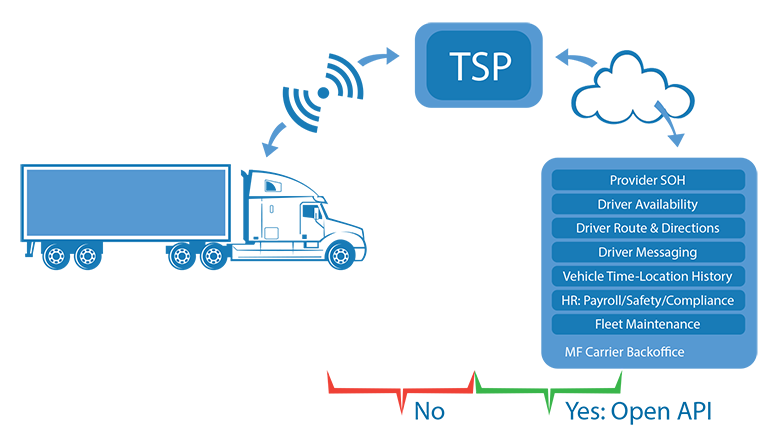 TSP
Provider SOH
Driver Availability
Driver Route & Directions
Driver Messaging
Vehicle Time-Location History
HR: Payroll/Safety/Compliance
Fleet Maintenance
MF Carrier Backoffice
No
Yes: Open API